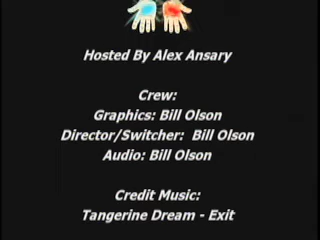 Hosted By Alex Ansary
Crew:
Graphics: Bill Olson
Director/Switcher: Bill Olson
Audio: Bill Olson
Credit Music:
Tangerine Dream - Exit